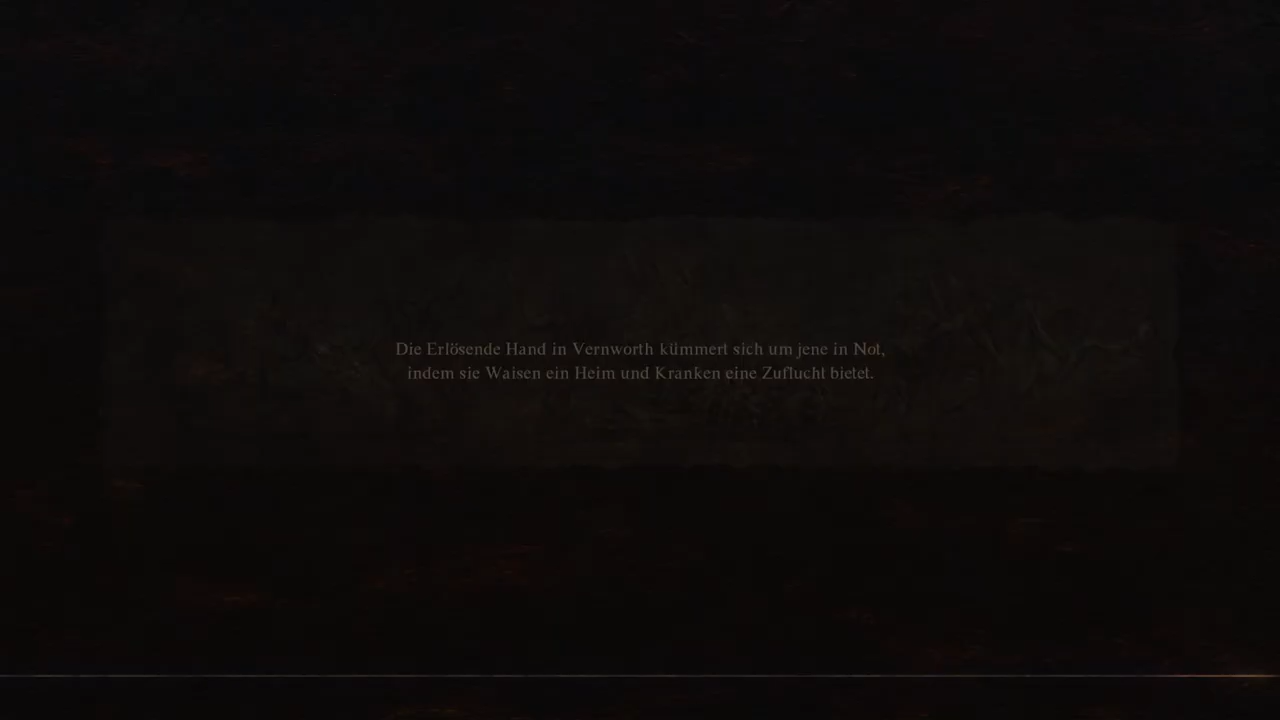 Die Erlösende Hand in Vernworth kümmert sich um jene in Not,
indem sie Waisen ein Heim und Kranken eine Zuflucht bietet.